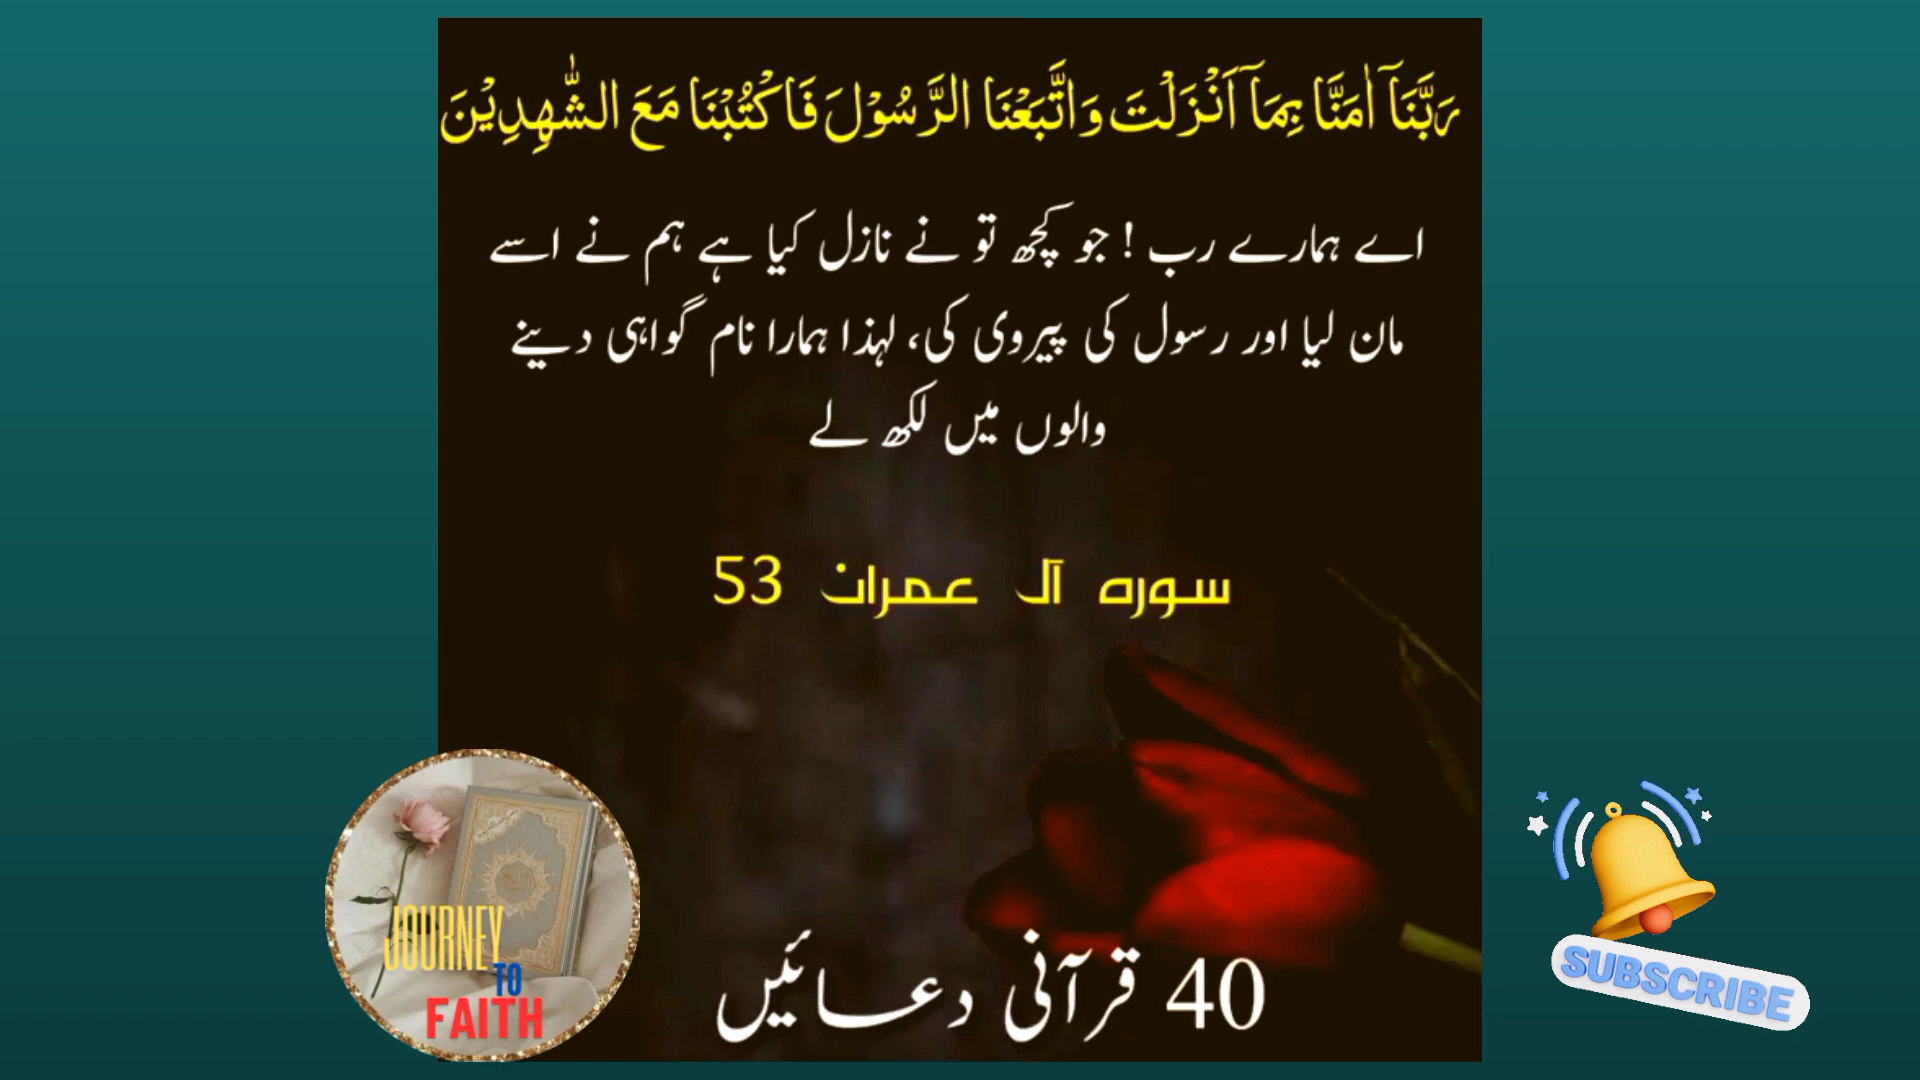 رَبَّنَآ اٰمَنَّا بِمَآ اَنْزَلْتَ وَاتَّبَعْنَا الرَّسُوْلَ فَاكْتُبْنَا مَعَ الشّٰهِدِيْنَ
اے ہمارے رب ! جو کچھ تو نے نازل کیا ہے ہم نے اسے
مان لیا اور رسول کی پیروی کی، لہذا ہمارا نام گواہی دینے
والوں میں لکھ لے
سورہ آل عمران 53
40 قرآنی دعائیں
JOURNEY
TO
FAITH
SUBSCRIBE